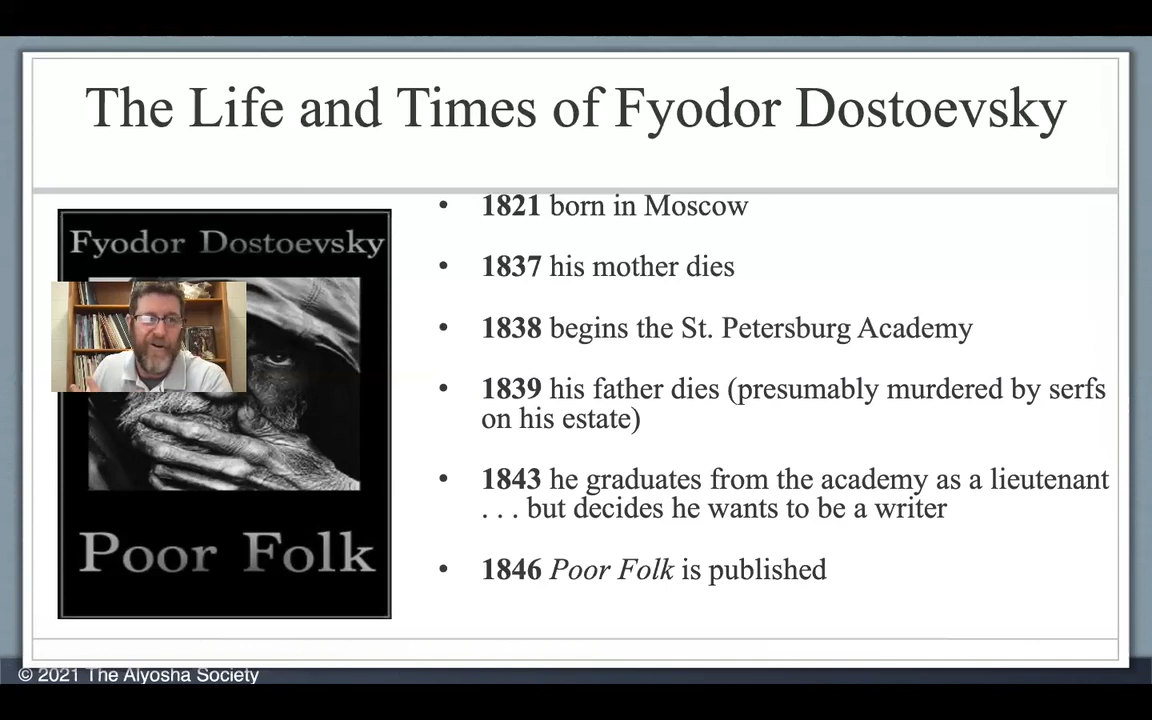 The Life and Times of Fyodor Dostoevsky
Fyodor Dostoevsky
Poor Folk
• 1821 born in Moscow
• 1837 his mother dies
• 1838 begins the St. Petersburg Academy
• 1839 his father dies (presumably murdered by serfs
on his estate)
• 1843 he graduates from the academy as a lieutenant
. . . but decides he wants to be a writer
• 1846 Poor Folk is published
© 2021 The Alyosha Society